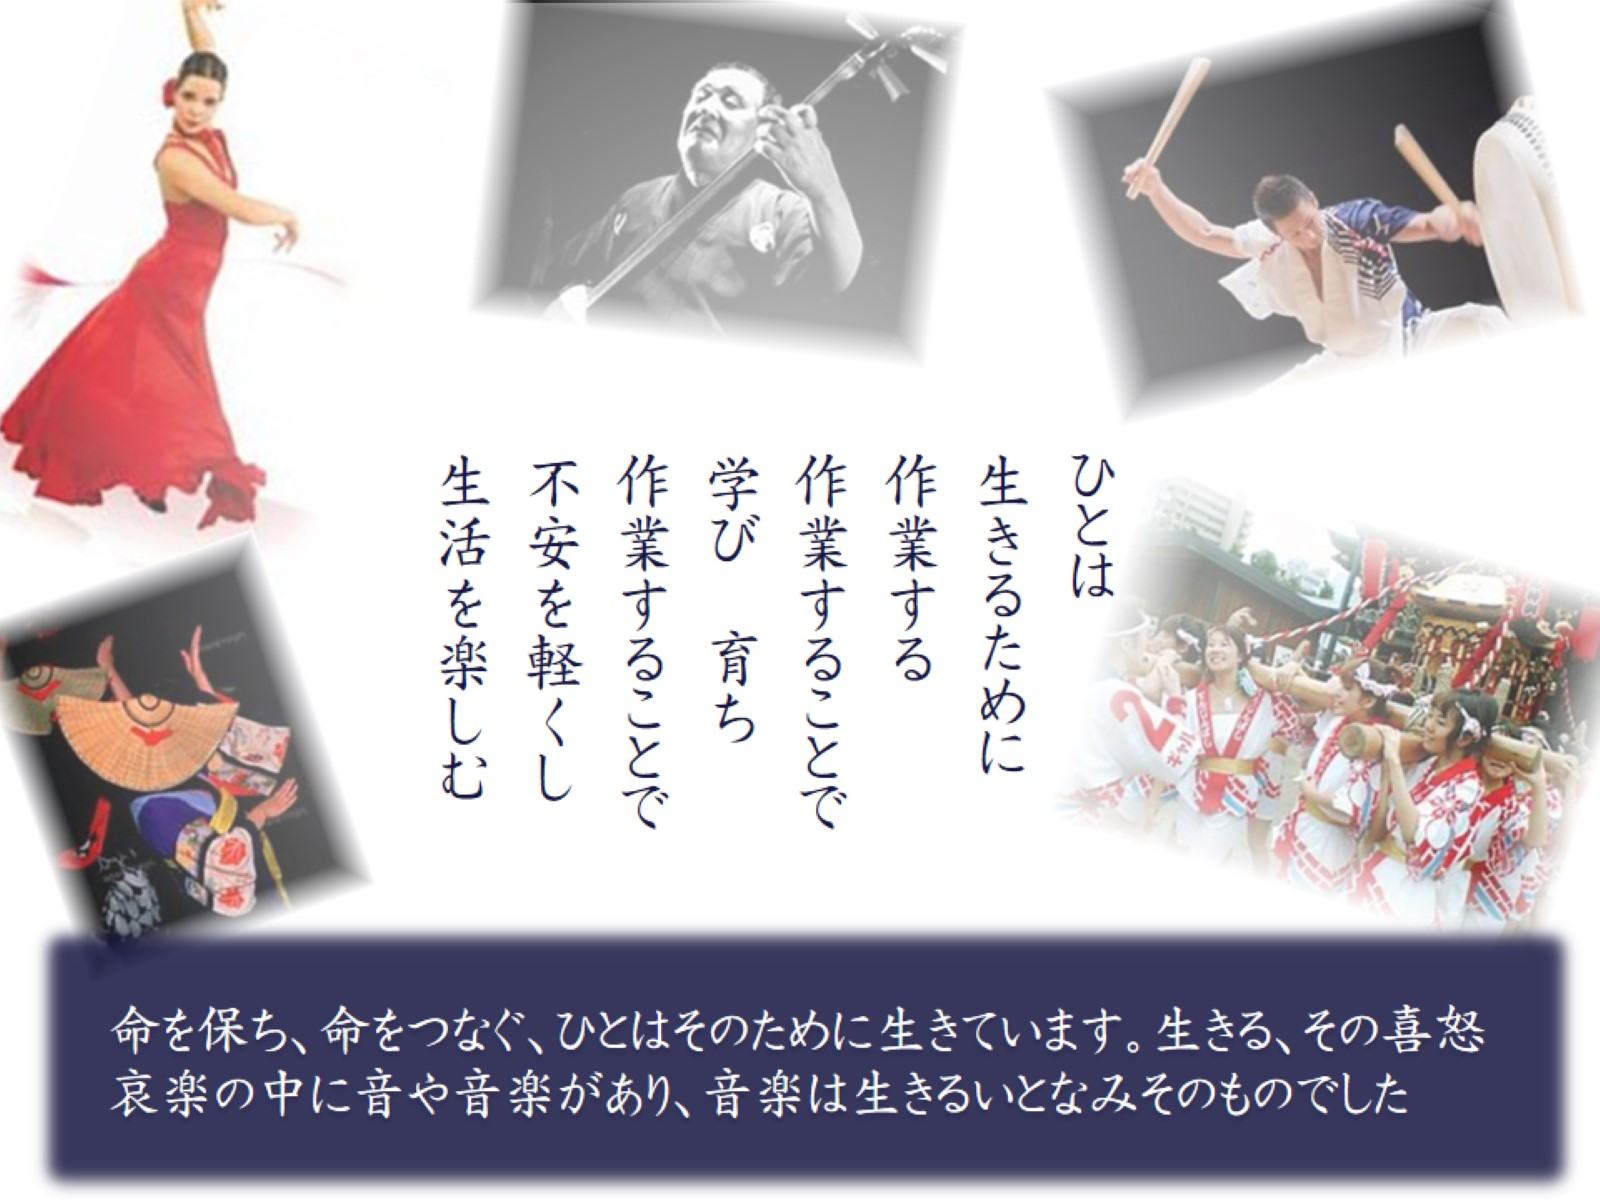 ひとは
生きるために
作業する
作業することで
学び　育ち
作業することで
不安を軽くし
生活を楽しむ
命を保ち、命をつなぐ、ひとはそのために生きています。生きる、その喜怒
哀楽の中に音や音楽があり、音楽は生きるいとなみそのものでした